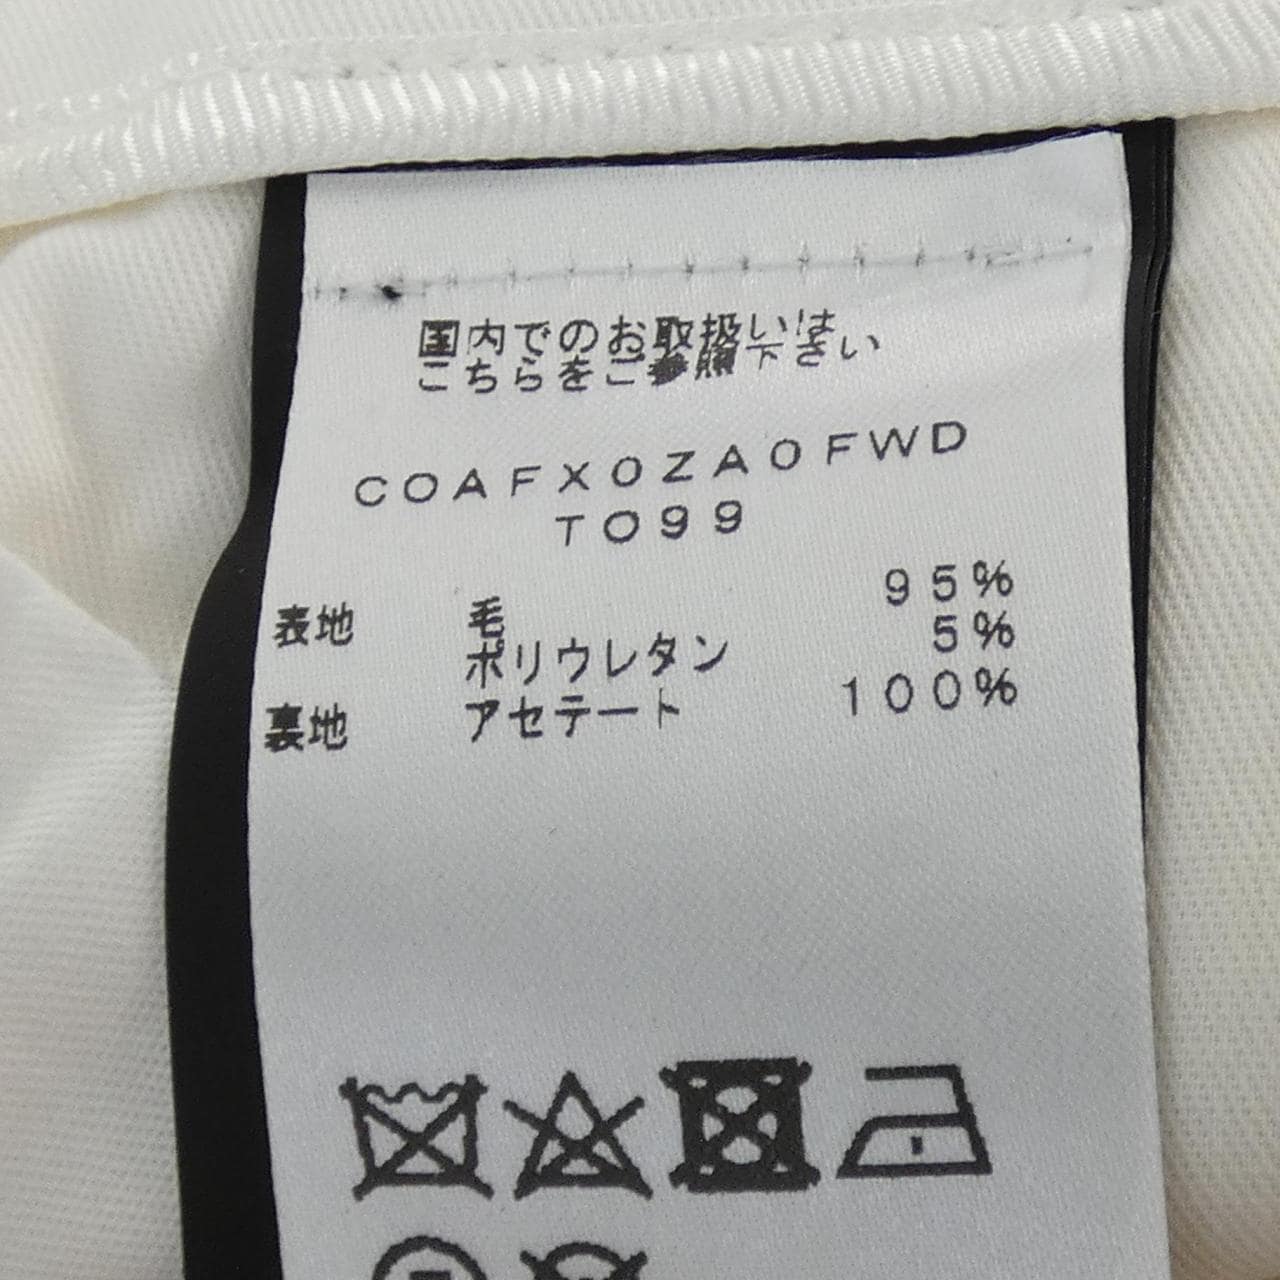 国内でのお取扱いは
こちらをご参照下さい
COAFX0ZA0FWD
T099
表地 毛 95%
ポリウレタン 5%
裏地 アセテート 100%